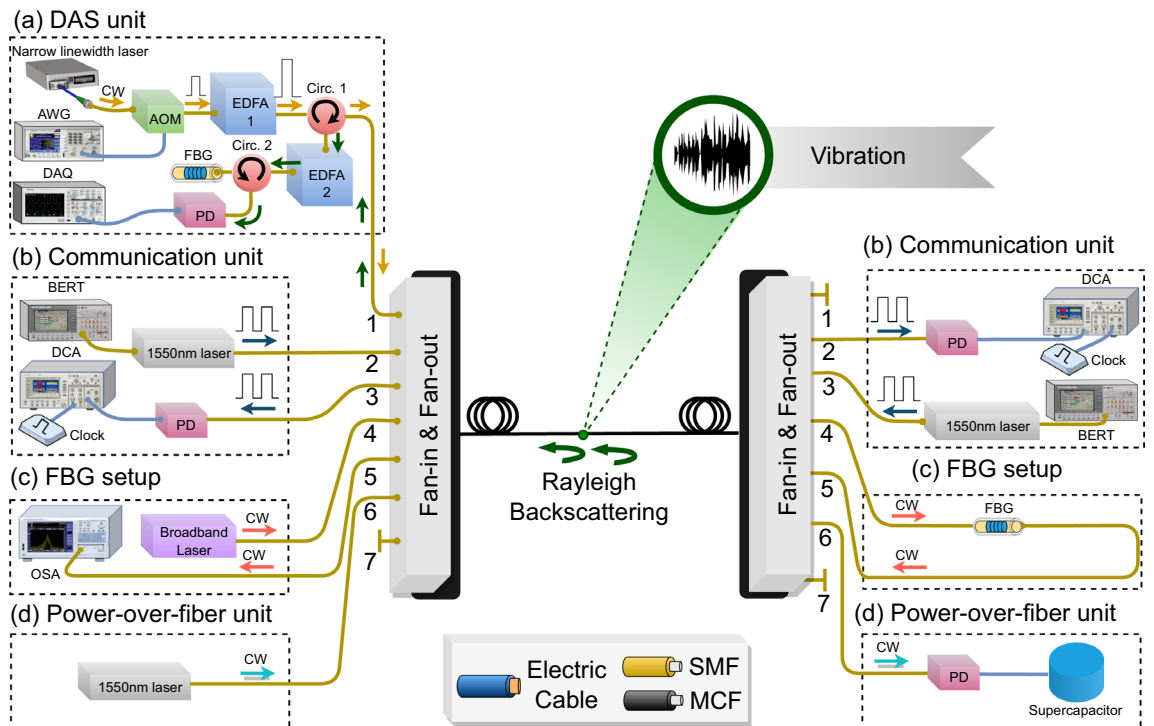 (a) DAS unit
Narrow linewidth laser
CW
AWG
AOM
EDFA
1
Circ. 1
Circ. 2
FBG
EDFA
2
DAQ
PD
(b) Communication unit
BERT
1550nm laser
DCA
Clock
PD
(c) FBG setup
Broadband
Laser
CW
CW
OSA
(d) Power-over-fiber unit
CW
1550nm laser
1
2
3
4
5
6
7
Fan-in & Fan-out
Vibration
Rayleigh
Backscattering
Fan-in & Fan-out
1
2
3
4
5
6
7
(b) Communication unit
DCA
PD
Clock
1550nm laser
BERT
(c) FBG setup
CW
FBG
CW
(d) Power-over-fiber unit
CW
PD
Supercapacitor
Electric
Cable
SMF
MCF